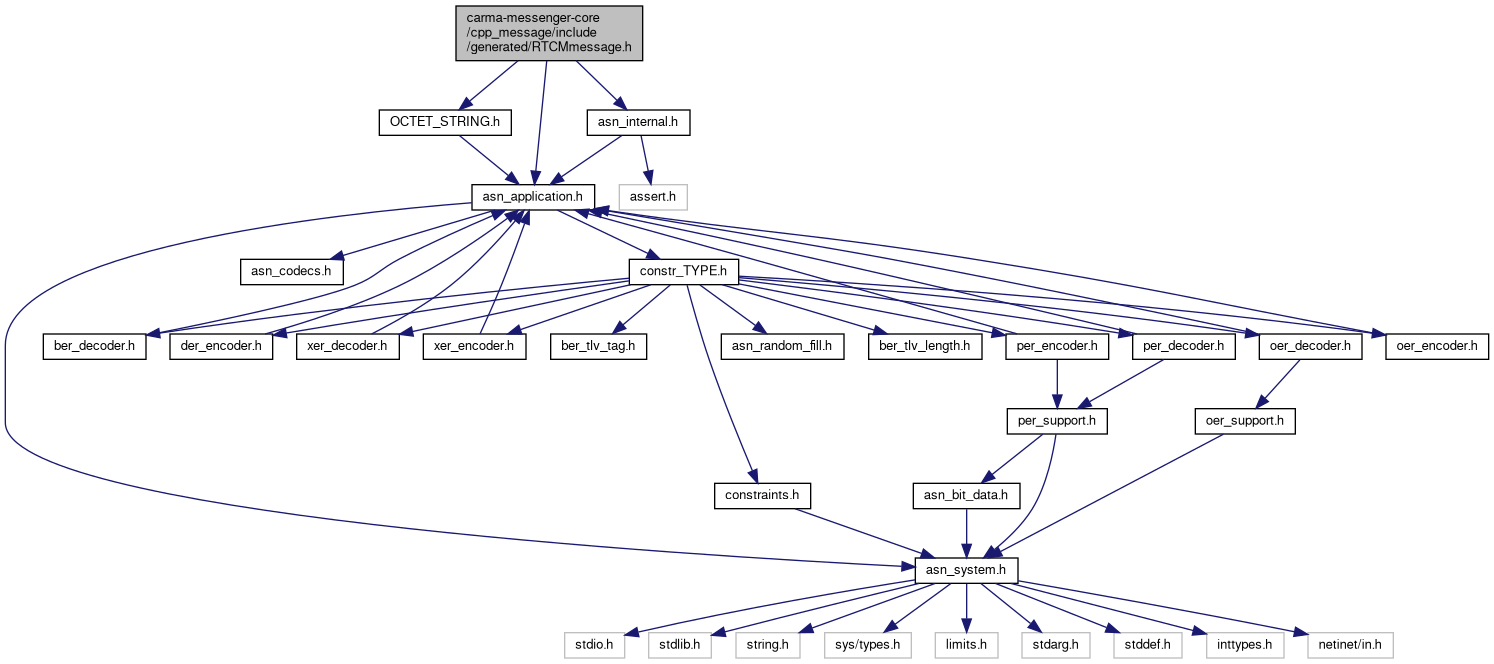 carma-messenger-core
/cpp_message/include
/generated/RTCMmessage.h
OCTET_STRING.h
asn_internal.h
asn_application.h
assert.h
asn_codecs.h
constr_TYPE.h
ber_decoder.h
der_encoder.h
xer_decoder.h
xer_encoder.h
ber_tlv_tag.h
asn_random_fill.h
ber_tlv_length.h
per_encoder.h
per_decoder.h
oer_decoder.h
oer_encoder.h
per_support.h
oer_support.h
constraints.h
asn_bit_data.h
asn_system.h
stdio.h
stdlib.h
string.h
sys/types.h
limits.h
stdarg.h
stddef.h
inttypes.h
netinet/in.h